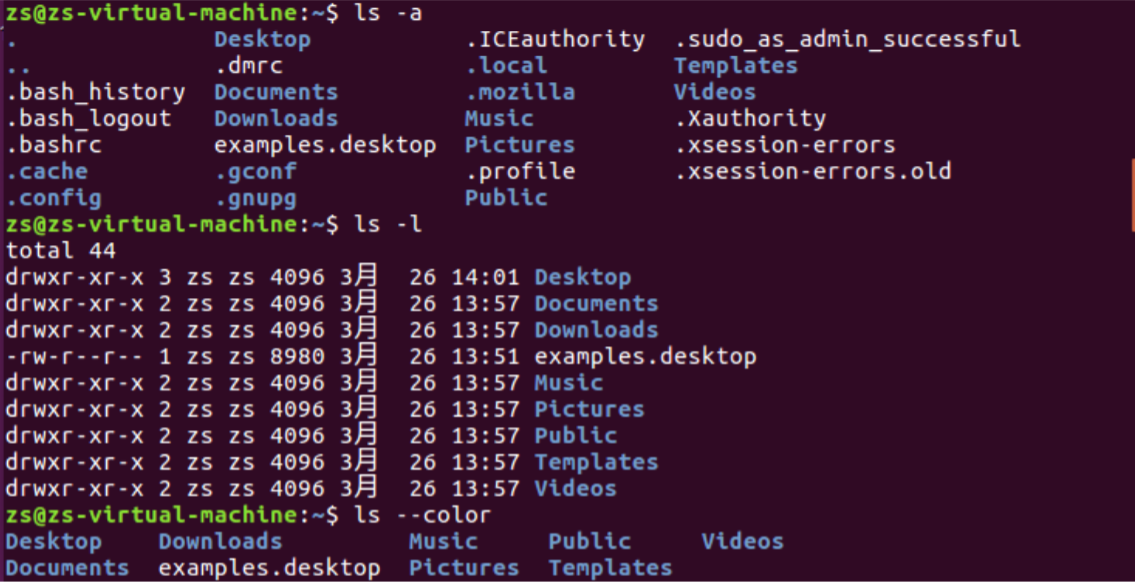 zs@zs-virtual-machine:~$ ls -a
.              Desktop           .ICEauthority  .sudo_as_admin_successful
..             .dmrc             .local         Templates
.bash_history  Documents         .mozilla       Videos
.bash_logout   Downloads         Music          .Xauthority
.bashrc        examples.desktop  Pictures       .xsession-errors
.cache         .gconf            .profile       .xsession-errors.old
.config        .gnupg            Public
zs@zs-virtual-machine:~$ ls -l
total 44
drwxr-xr-x 3 zs zs 4096 3月  26 14:01 Desktop
drwxr-xr-x 2 zs zs 4096 3月  26 13:57 Documents
drwxr-xr-x 2 zs zs 4096 3月  26 13:57 Downloads
-rw-r--r-- 1 zs zs 8980 3月  26 13:51 examples.desktop
drwxr-xr-x 2 zs zs 4096 3月  26 13:57 Music
drwxr-xr-x 2 zs zs 4096 3月  26 13:57 Pictures
drwxr-xr-x 2 zs zs 4096 3月  26 13:57 Public
drwxr-xr-x 2 zs zs 4096 3月  26 13:57 Templates
drwxr-xr-x 2 zs zs 4096 3月  26 13:57 Videos
zs@zs-virtual-machine:~$ ls --color
Desktop    Downloads         Music     Public     Videos
Documents  examples.desktop  Pictures  Templates